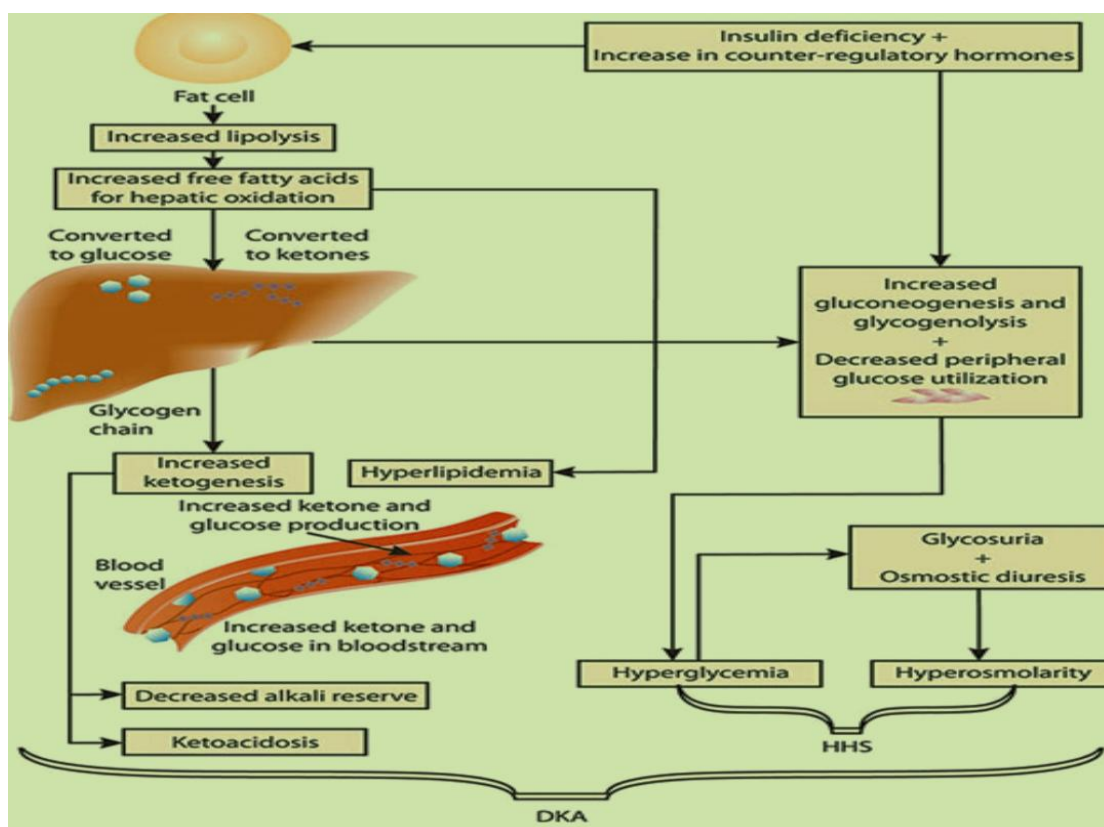 Insulin deficiency +
Increase in counter-regulatory hormones
Fat cell
Increased lipolysis
Increased free fatty acids
for hepatic oxidation
Converted
to glucose
Converted
to ketones
Increased
gluconeogenesis and
glycogenolysis
+
Decreased peripheral
glucose utilization
Glycogen
chain
Increased
ketogenesis
Hyperlipidemia
Increased ketone and
glucose production
Blood
vessel
Increased ketone and
glucose in bloodstream
Glycosuria
+
Osmostic diuresis
Hyperglycemia
Hyperosmolarity
Decreased alkali reserve
Ketoacidosis
HHS
DKA